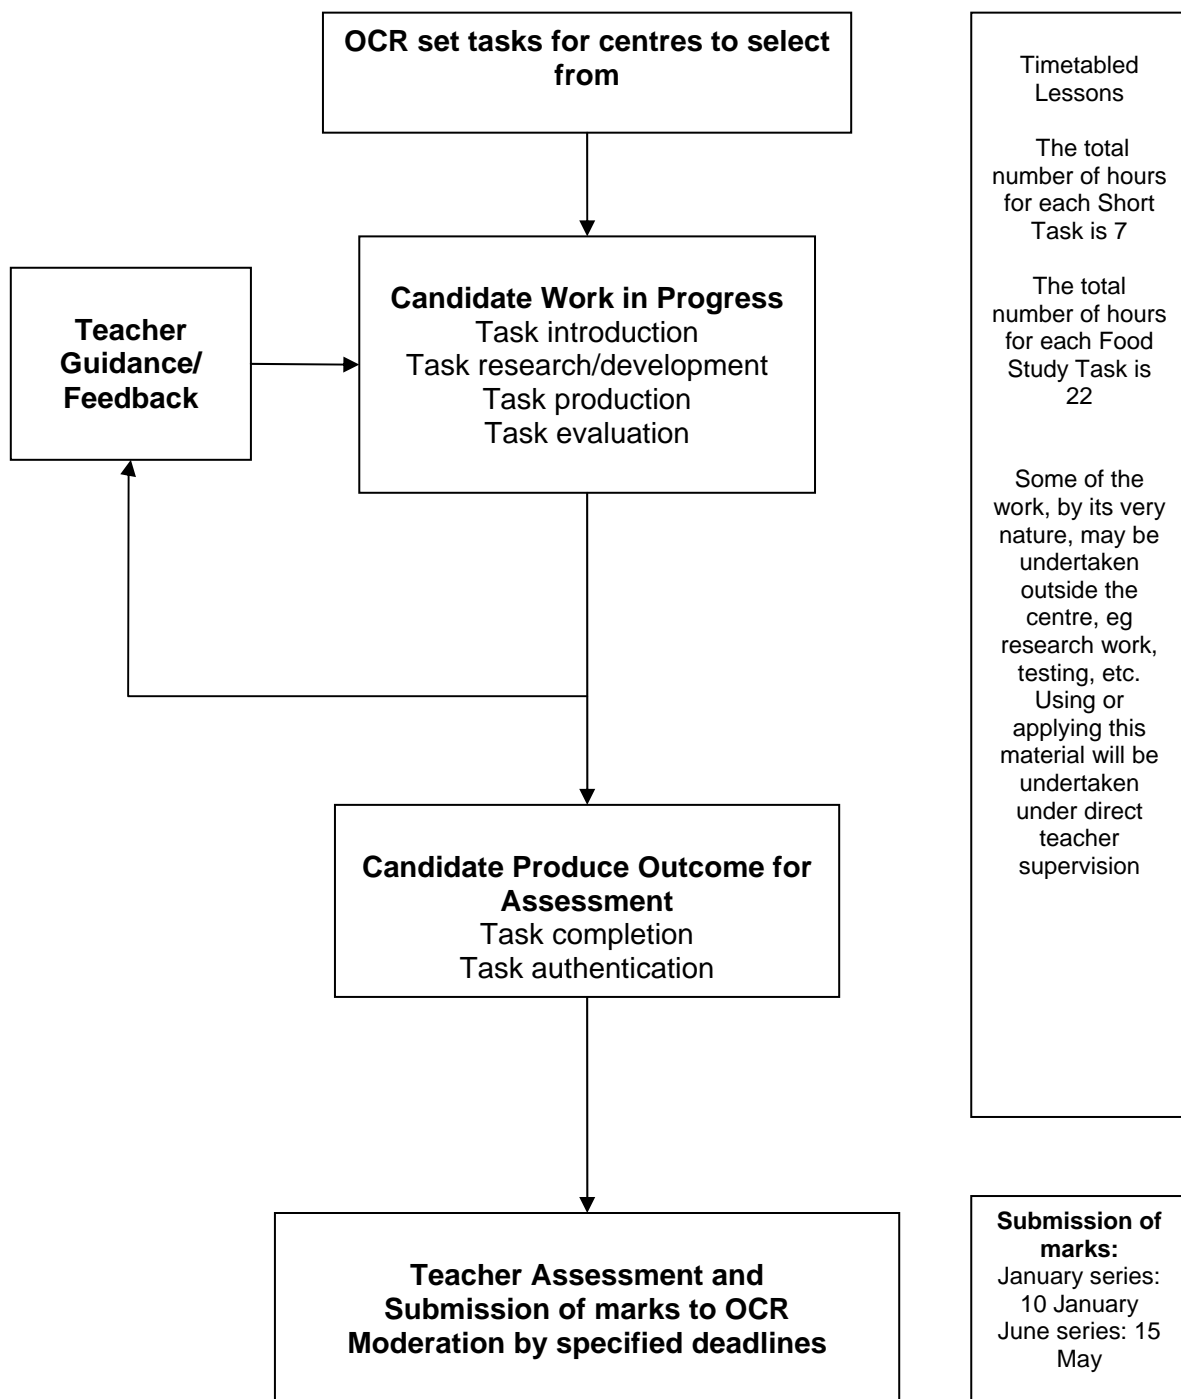 OCR set tasks for centres to select
from
Candidate Work in Progress
Task introduction
Task research/development
Task production
Task evaluation
Teacher
Guidance/
Feedback
Candidate Produce Outcome for
Assessment
Task completion
Task authentication
Teacher Assessment and
Submission of marks to OCR
Moderation by specified deadlines
Timetabled
Lessons
The total
number of hours
for each Short
Task is 7
The total
number of hours
for each Food
Study Task is
22
Some of the
work, by its very
nature, may be
undertaken
outside the
centre, eg
research work,
testing, etc.
Using or
applying this
material will be
undertaken
under direct
teacher
supervision
Submission of
marks:
January series:
10 January
June series: 15
May